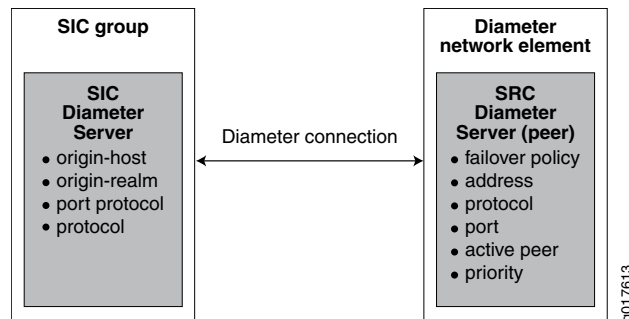 SIC group
SIC
Diameter
Server
• origin-host
• origin-realm
• port protocol
• protocol
Diameter connection
Diameter
network element
SRC
Diameter
Server (peer)
• failover policy
• address
• protocol
• port
• active peer
• priority
g017613